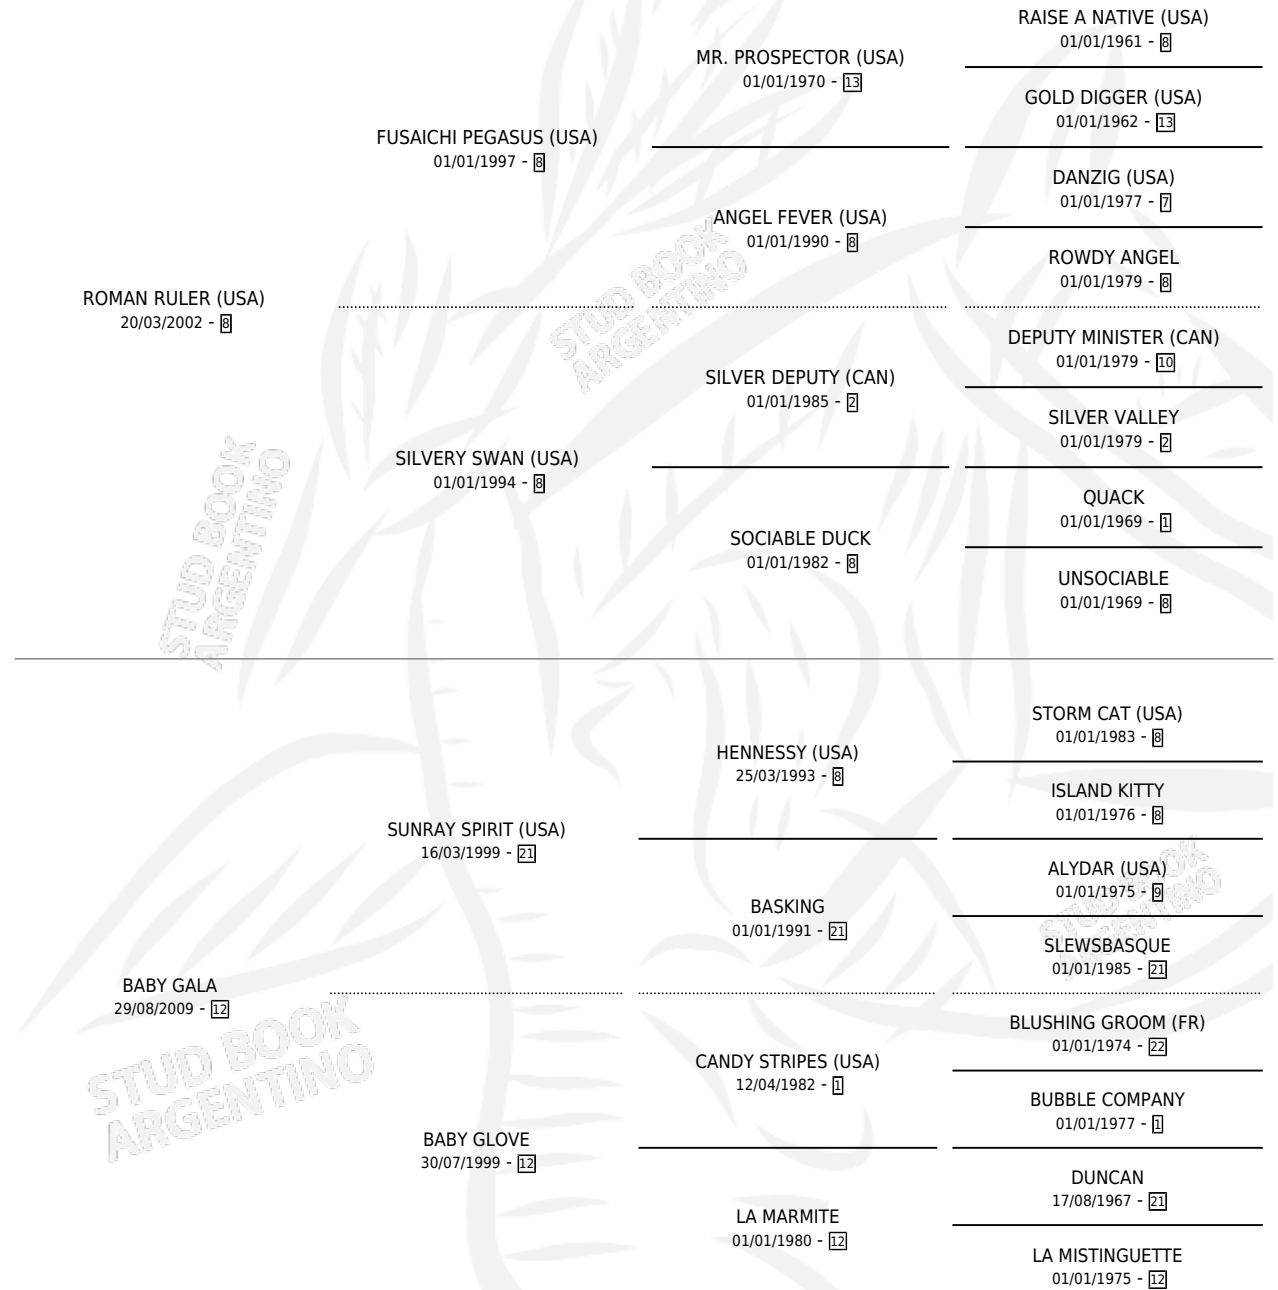 RAISE A NATIVE (USA)
01/01/1961 - 8
MR. PROSPECTOR (USA)
01/01/1970 - 13
GOLD DIGGER (USA)
01/01/1962 - 13
FUSAICHI PEGASUS (USA)
01/01/1997 - 8
DANZIG (USA)
01/01/1977 - 7
ANGEL FEVER (USA)
01/01/1990 - 8
ROWDY ANGEL
01/01/1979 - 8
ROMAN RULER (USA)
20/03/2002 - 8
STUD BOOK
ARGENTINO
DEPUTY MINISTER (CAN)
01/01/1979 - 10
SILVER DEPUTY (CAN)
01/01/1985 - 2
SILVER VALLEY
01/01/1979 - 2
SILVERY SWAN (USA)
01/01/1994 - 8
QUACK
01/01/1969 - 1
SOCIABLE DUCK
01/01/1982 - 8
UNSOCIABLE
01/01/1969 - 8
STUD BOOK
ARGENTINO
STORM CAT (USA)
01/01/1983 - 8
HENNESSY (USA)
25/03/1993 - 8
ISLAND KITTY
01/01/1976 - 8
SUNRAY SPIRIT (USA)
16/03/1999 - 21
ALYDAR (USA)
01/01/1975 - 9
BASKING
01/01/1991 - 21
STUD BOOK
ARGENTINO
SLEWSBASQUE
01/01/1985 - 21
BABY GALA
29/08/2009 - 12
STUD BOOK
ARGENTINO
BLUSHING GROOM (FR)
01/01/1974 - 22
CANDY STRIPES (USA)
12/04/1982 - 1
BUBBLE COMPANY
01/01/1977 - 1
BABY GLOVE
30/07/1999 - 12
DUNCAN
17/08/1967 - 21
LA MARMITE
01/01/1980 - 12
LA MISTINGUETTE
01/01/1975 - 12